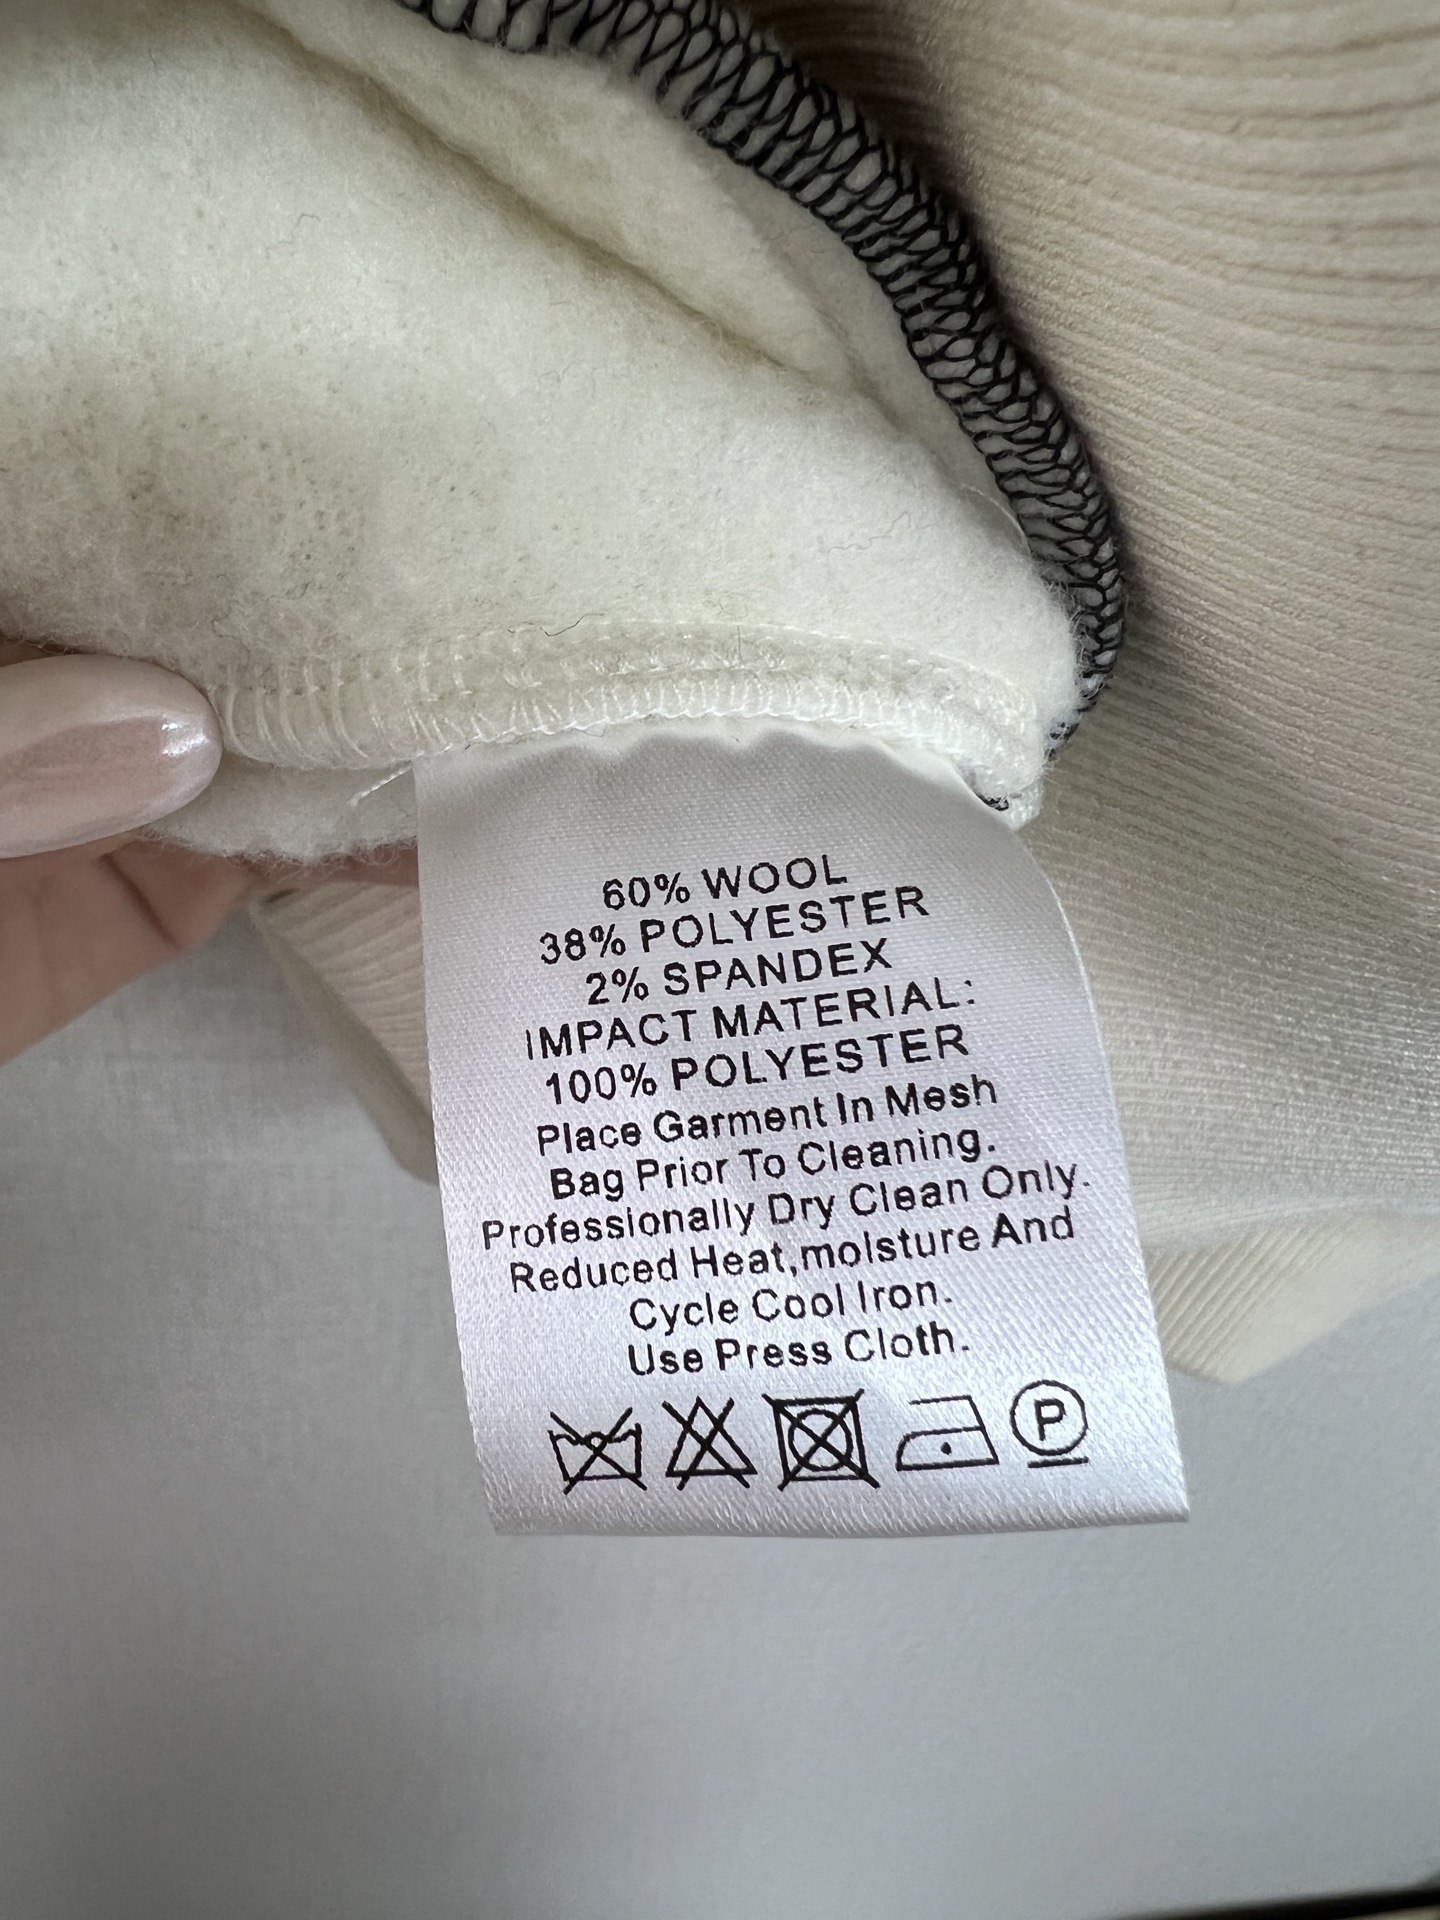 60% WOOL
38% POLYESTER
2% SPANDEX
IMPACT MATERIAL:
100% POLYESTER
Place Garment In Mesh
Bag Prior To Cleaning.
Professionally Dry Clean Only.
Reduced Heat,molsture And
Cycle Cool Iron.
Use Press Cloth.
P